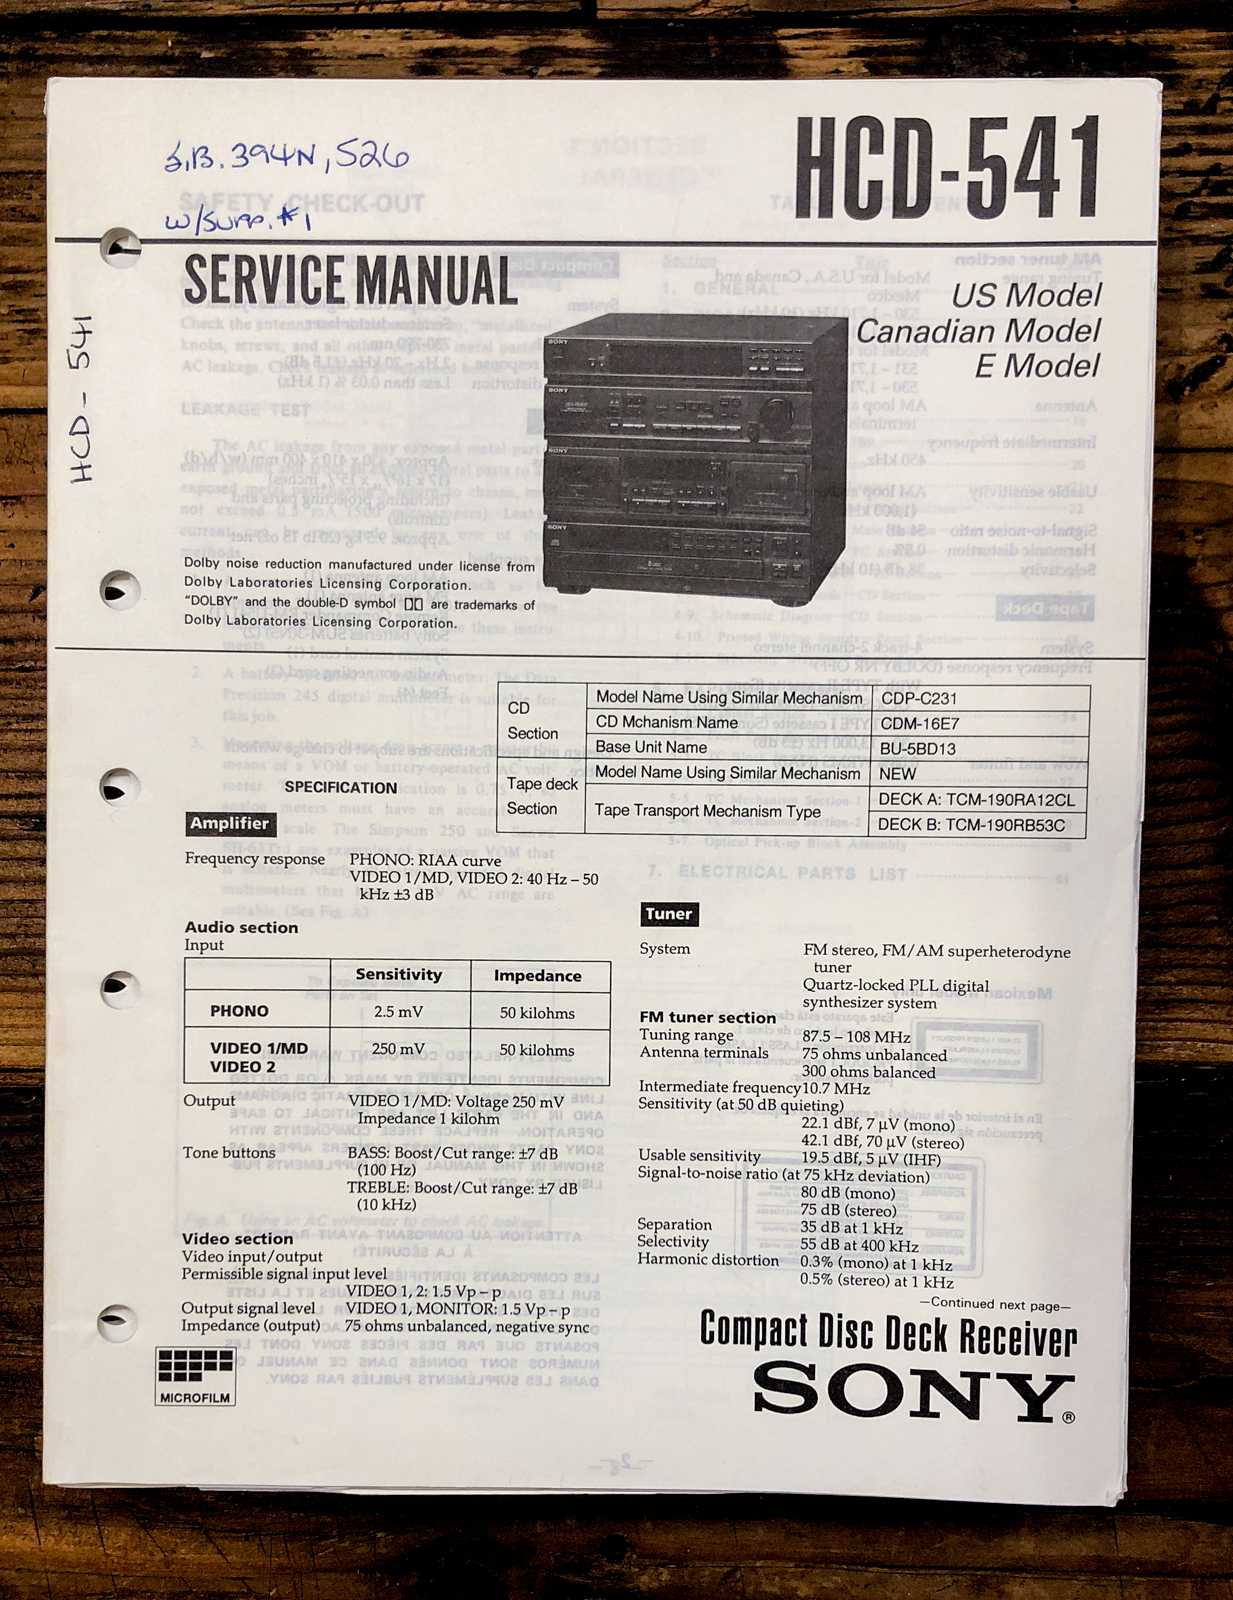 S.B. 394N, 526
W/SUPP. #1
HCD-541
HCD - 541
SERVICE MANUAL
US Model
Canadian Model
E Model
SONY
SONY
SONY
SONY
Dolby noise reduction manufactured under license from
Dolby Laboratories Licensing Corporation.
"DOLBY" and the double-D symbol are trademarks of
Dolby Laboratories Licensing Corporation.
CD Section
Model Name Using Similar Mechanism CDP-C231
CD Mchanism Name CDM-16E7
Base Unit Name BU-5BD13
Tape deck Section
Model Name Using Similar Mechanism NEW
Tape Transport Mechanism Type DECK A: TCM-190RA12CL
DECK B: TCM-190RB53C
SPECIFICATION
Amplifier
Frequency response PHONO: RIAA curve
VIDEO 1/MD, VIDEO 2: 40 Hz – 50
kHz ±3 dB
Audio section
Input
Sensitivity Impedance
PHONO 2.5 mV 50 kilohms
VIDEO 1/MD 250 mV 50 kilohms
VIDEO 2
Output VIDEO 1/MD: Voltage 250 mV
Impedance 1 kilohm
Tone buttons BASS: Boost/Cut range: ±7 dB
(100 Hz)
TREBLE: Boost/Cut range: ±7 dB
(10 kHz)
Video section
Video input/output
Permissible signal input level
VIDEO 1, 2: 1.5 Vp – p
Output signal level VIDEO 1, MONITOR: 1.5 Vp – p
Impedance (output) 75 ohms unbalanced, negative sync
MICROFILM
Tuner
System FM stereo, FM/AM superheterodyne
tuner
Quartz-locked PLL digital
synthesizer system
FM tuner section
Tuning range 87.5 – 108 MHz
Antenna terminals 75 ohms unbalanced
300 ohms balanced
Intermediate frequency 10.7 MHz
Sensitivity (at 50 dB quieting)
22.1 dBf, 7 µV (mono)
42.1 dBf, 70 µV (stereo)
Usable sensitivity 19.5 dBf, 5 µV (IHF)
Signal-to-noise ratio (at 75 kHz deviation)
80 dB (mono)
75 dB (stereo)
Separation 35 dB at 1 kHz
Selectivity 55 dB at 400 kHz
Harmonic distortion 0.3% (mono) at 1 kHz
0.5% (stereo) at 1 kHz
—Continued next page—
Compact Disc Deck Receiver
SONY®